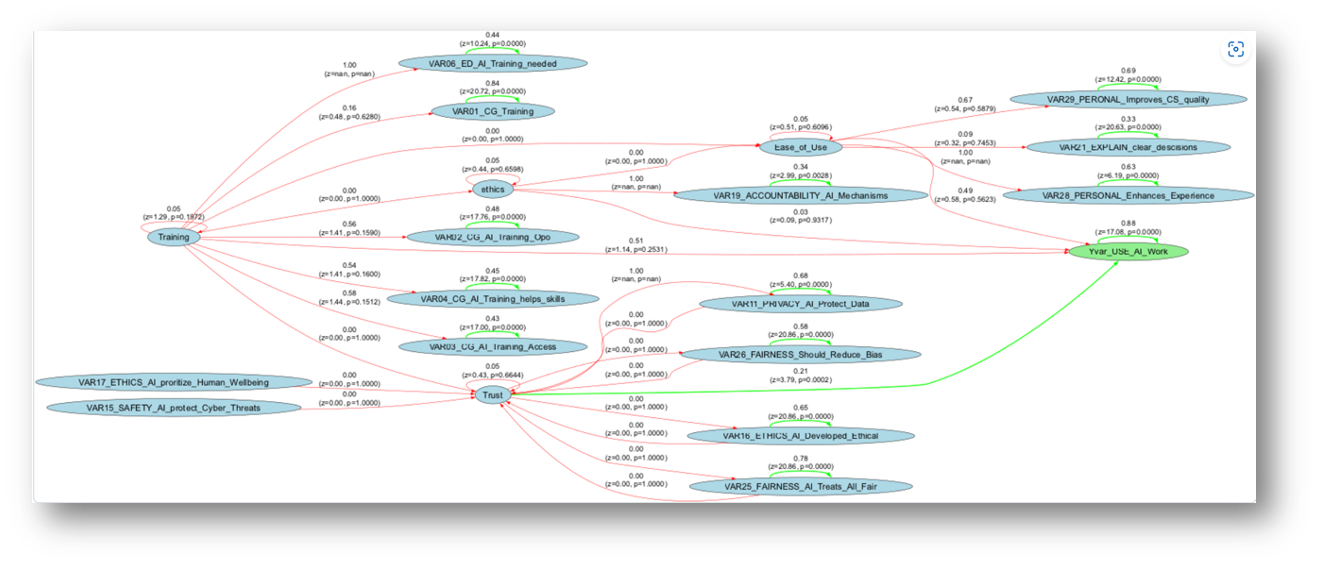 0.44
(z=10.24, p=0.0000)
VAR06_ED_AI_Training_needed
1.00
(z=nan, p=nan)
0.84
(z=20.72, p=0.0000)
VAR01_CG_Training
0.16
(z=0.48, p=0.6280)
0.69
(z=12.42, p=0.0000)
VAR29_PERONAL_Improves_CS_quality
0.67
(z=0.54, p=0.5879)
0.00
(z=0.00, p=1.0000)
0.05
(z=0.51, p=0.6096)
Ease_of_Use
0.33
(z=20.63, p=0.0000)
VAR21_EXPLAIN_clear_descisions
0.09
(z=0.32, p=0.7453)
1.00
(z=nan, p=nan)
0.00
(z=0.00, p=1.0000)
0.05
(z=0.44, p=0.6598)
ethics
1.00
(z=nan, p=nan)
0.34
(z=2.99, p=0.0028)
VAR19_ACCOUNTABILITY_AI_Mechanisms
0.63
(z=6.19, p=0.0000)
VAR28_PERSONAL_Enhances_Experience
0.49
(z=0.58, p=0.5623)
0.00
(z=0.00, p=1.0000)
0.03
(z=0.09, p=0.9317)
0.05
(z=1.29, p=0.1972)
Training
0.48
(z=17.76, p=0.0000)
VAR02_CG_AI_Training_Opo
0.56
(z=1.41, p=0.1590)
0.51
(z=1.14, p=0.2531)
0.88
(z=17.08, p=0.0000)
Yvar_USE_AI_Work
0.54
(z=1.41, p=0.1600)
0.45
(z=17.82, p=0.0000)
VAR04_CG_AI_Training_helps_skills
1.00
(z=nan, p=nan)
0.68
(z=5.40, p=0.0000)
VAR11_PRIVACY_AI_Protect_Data
0.58
(z=1.44, p=0.1512)
0.43
(z=17.00, p=0.0000)
VAR03_CG_AI_Training_Access
0.00
(z=0.00, p=1.0000)
0.00
(z=0.00, p=1.0000)
0.00
(z=0.00, p=1.0000)
0.58
(z=20.86, p=0.0000)
VAR26_FAIRNESS_Should_Reduce_Bias
0.00
(z=0.00, p=1.0000)
0.21
(z=3.79, p=0.0002)
VAR17_ETHICS_AI_proritize_Human_Wellbeing
0.00
(z=0.00, p=1.0000)
0.05
(z=0.43, p=0.6644)
Trust
VAR15_SAFETY_AI_protect_Cyber_Threats
0.00
(z=0.00, p=1.0000)
0.00
(z=0.00, p=1.0000)
0.65
(z=20.86, p=0.0000)
VAR16_ETHICS_AI_Developed_Ethical
0.00
(z=0.00, p=1.0000)
0.00
(z=0.00, p=1.0000)
0.78
(z=20.86, p=0.0000)
VAR25_FAIRNESS_AI_Treats_All_Fair
0.00
(z=0.00, p=1.0000)